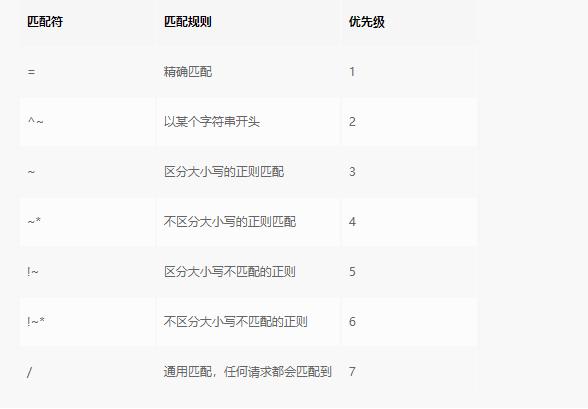 匹配符 匹配规则 优先级
= 精确匹配 1
^~ 以某个字符串开头 2
~ 区分大小写的正则匹配 3
~* 不区分大小写的正则匹配 4
!~ 区分大小写不匹配的正则 5
!~* 不区分大小写不匹配的正则 6
/ 通用匹配，任何请求都会匹配到 7